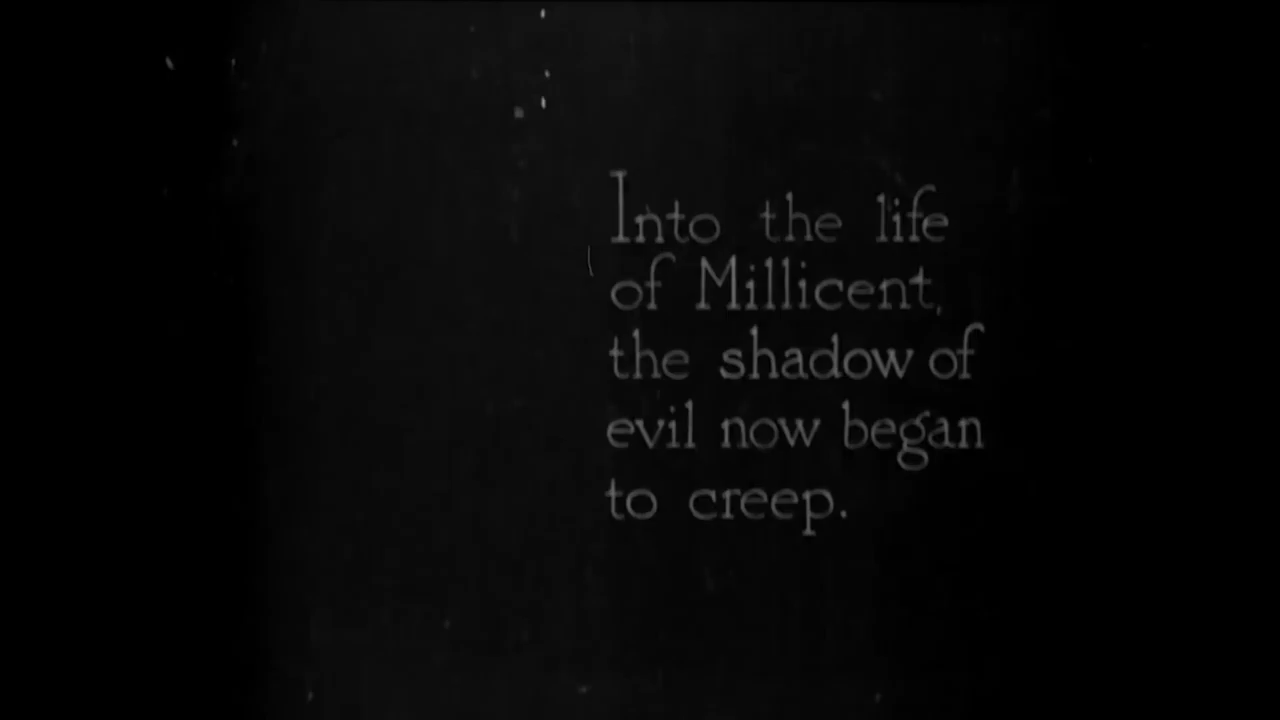 Into the life
of Millicent,
the shadow of
evil now began
to creep.